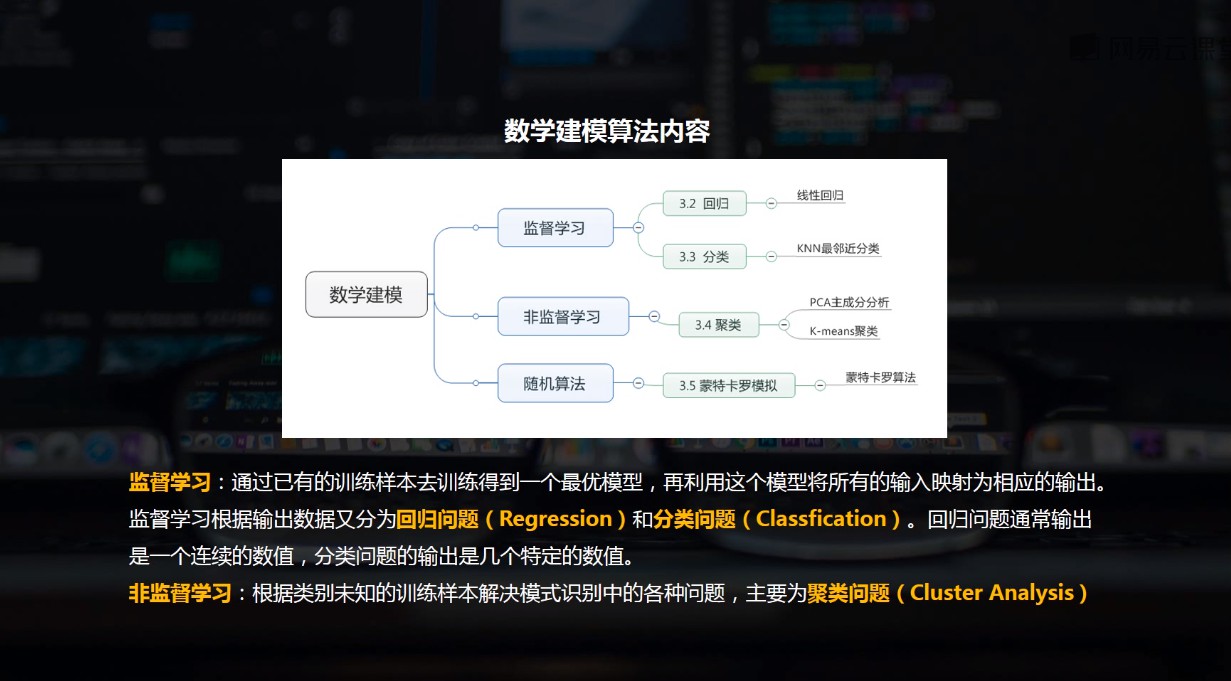 网易云课
数学建模算法内容
数学建模
监督学习
3.2 回归
线性回归
3.3 分类
KNN最邻近分类
非监督学习
3.4 聚类
PCA主成分分析
K-means聚类
随机算法
3.5 蒙特卡罗模拟
蒙特卡罗算法
监督学习：通过已有的训练样本去训练得到一个最优模型，再利用这个模型将所有的输入映射为相应的输出。
监督学习根据输出数据又分为回归问题（Regression）和分类问题（Classfication）。回归问题通常输出
是一个连续的数值，分类问题的输出是几个特定的数值。
非监督学习：根据类别未知的训练样本解决模式识别中的各种问题，主要为聚类问题（Cluster Analysis）